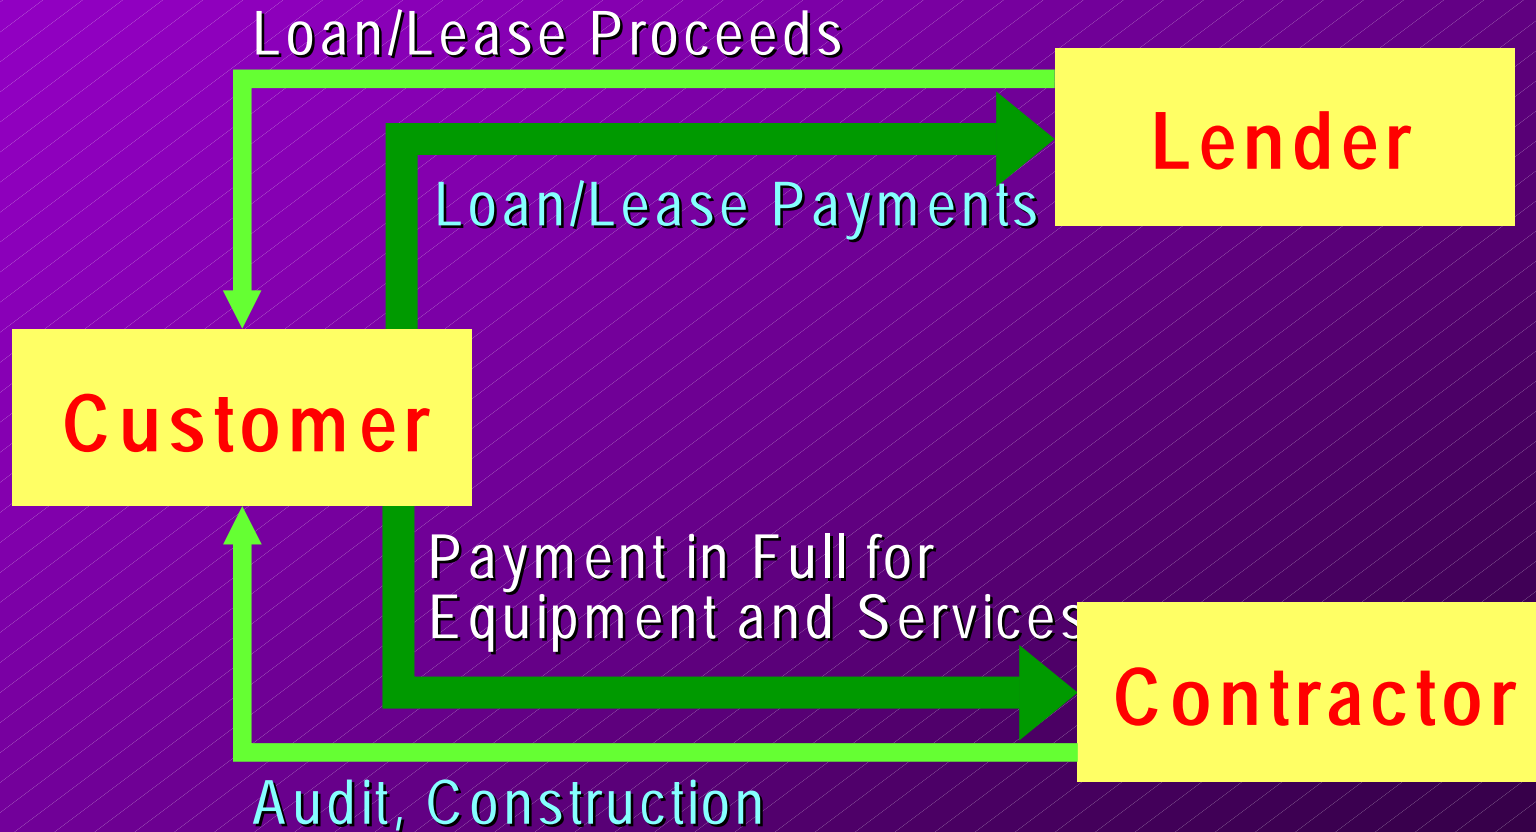 Loan/Lease Proceeds
Lender
Loan/Lease Payments
Customer
Payment in Full for
Equipment and Services
Contractor
Audit, Construction